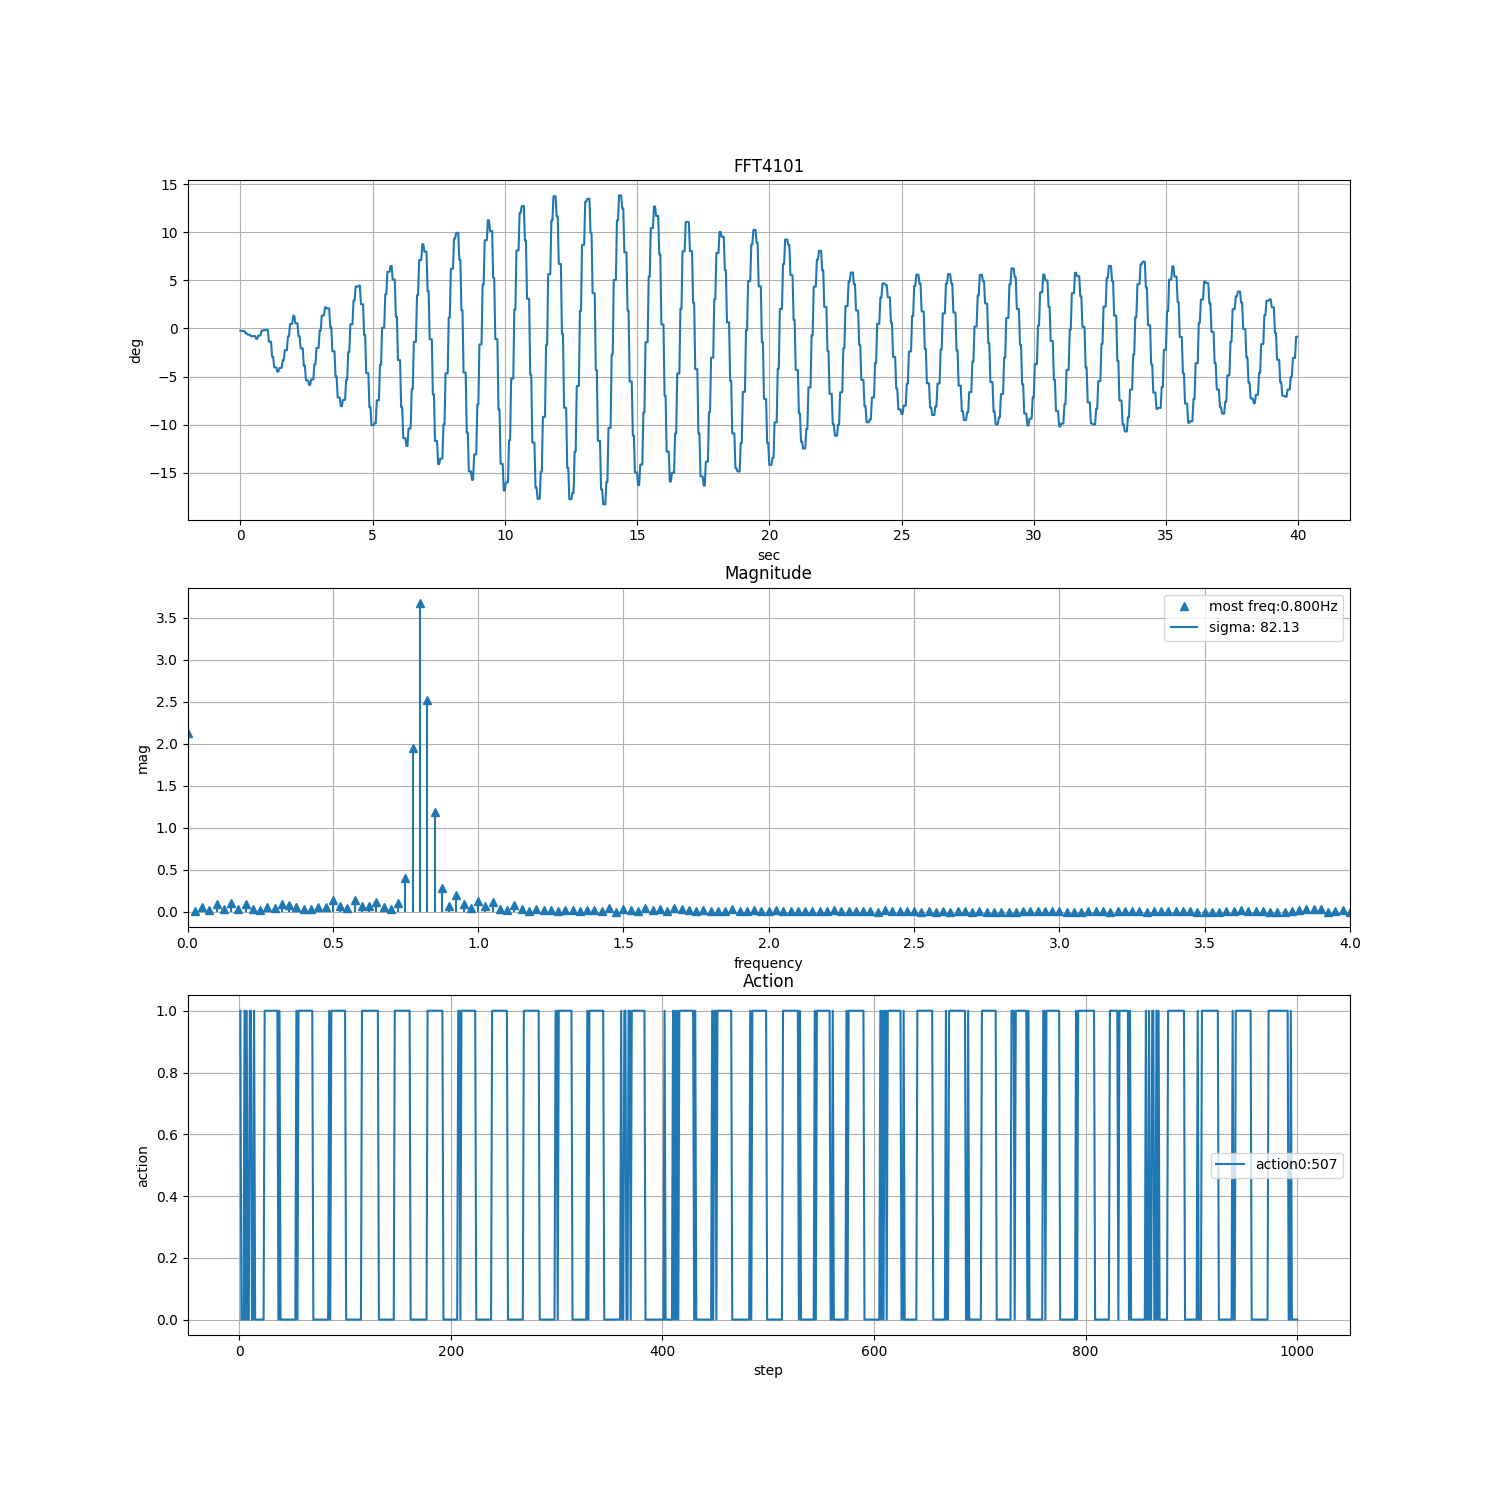 FFT4101
15
10
5
0
−5
−10
−15
deg
0 5 10 15 20 25 30 35 40
sec
Magnitude
3.5
3.0
2.5
2.0
1.5
1.0
0.5
0.0
mag
most freq:0.800Hz
sigma: 82.13
0.0 0.5 1.0 1.5 2.0 2.5 3.0 3.5 4.0
frequency
Action
1.0
0.8
0.6
0.4
0.2
0.0
action
action0:507
0 200 400 600 800 1000
step